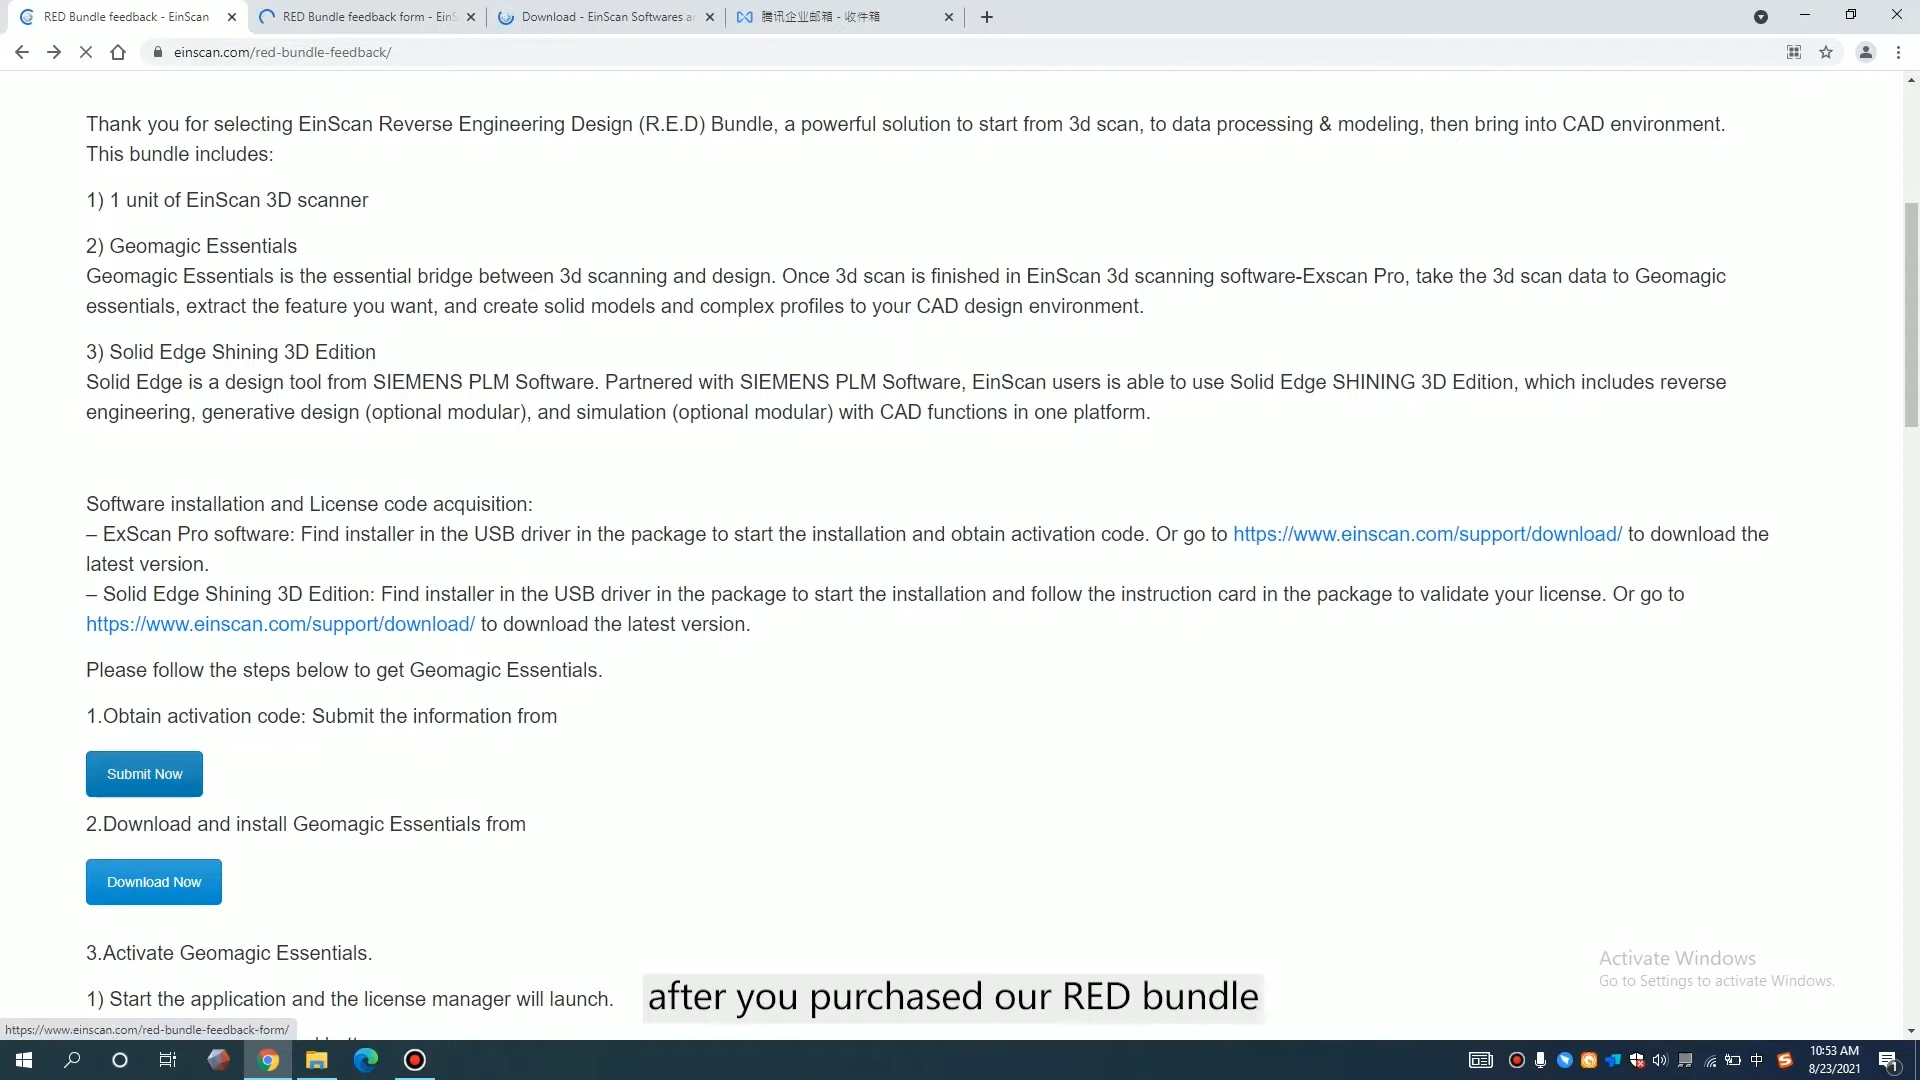 RED Bundle feedback - EinScan
RED Bundle feedback form - EinS
Download - EinScan Softwares ar
腾讯企业邮箱 - 收件箱
einscan.com/red-bundle-feedback/
Thank you for selecting EinScan Reverse Engineering Design (R.E.D) Bundle, a powerful solution to start from 3d scan, to data processing & modeling, then bring into CAD environment.
This bundle includes:
1) 1 unit of EinScan 3D scanner
2) Geomagic Essentials
Geomagic Essentials is the essential bridge between 3d scanning and design. Once 3d scan is finished in EinScan 3d scanning software-Exscan Pro, take the 3d scan data to Geomagic
essentials, extract the feature you want, and create solid models and complex profiles to your CAD design environment.
3) Solid Edge Shining 3D Edition
Solid Edge is a design tool from SIEMENS PLM Software. Partnered with SIEMENS PLM Software, EinScan users is able to use Solid Edge SHINING 3D Edition, which includes reverse
engineering, generative design (optional modular), and simulation (optional modular) with CAD functions in one platform.
Software installation and License code acquisition:
– ExScan Pro software: Find installer in the USB driver in the package to start the installation and obtain activation code. Or go to https://www.einscan.com/support/download/ to download the
latest version.
– Solid Edge Shining 3D Edition: Find installer in the USB driver in the package to start the installation and follow the instruction card in the package to validate your license. Or go to
https://www.einscan.com/support/download/ to download the latest version.
Please follow the steps below to get Geomagic Essentials.
1.Obtain activation code: Submit the information from
Submit Now
2.Download and install Geomagic Essentials from
Download Now
3.Activate Geomagic Essentials.
Activate Windows
Go to Settings to activate Windows.
1) Start the application and the license manager will launch.
after you purchased our RED bundle
https://www.einscan.com/red-bundle-feedback-form/
中
10:53 AM
8/23/2021
1